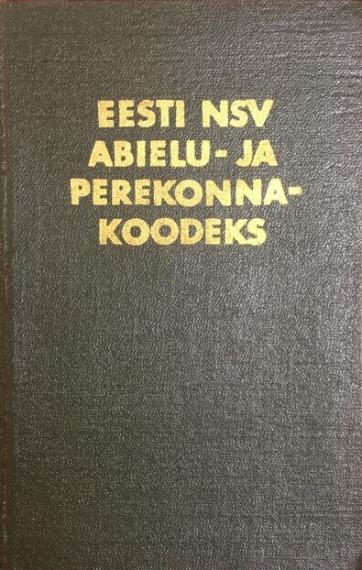 EESTI NSV
ABIELU- JA
PEREKONNA-
KOODEKS